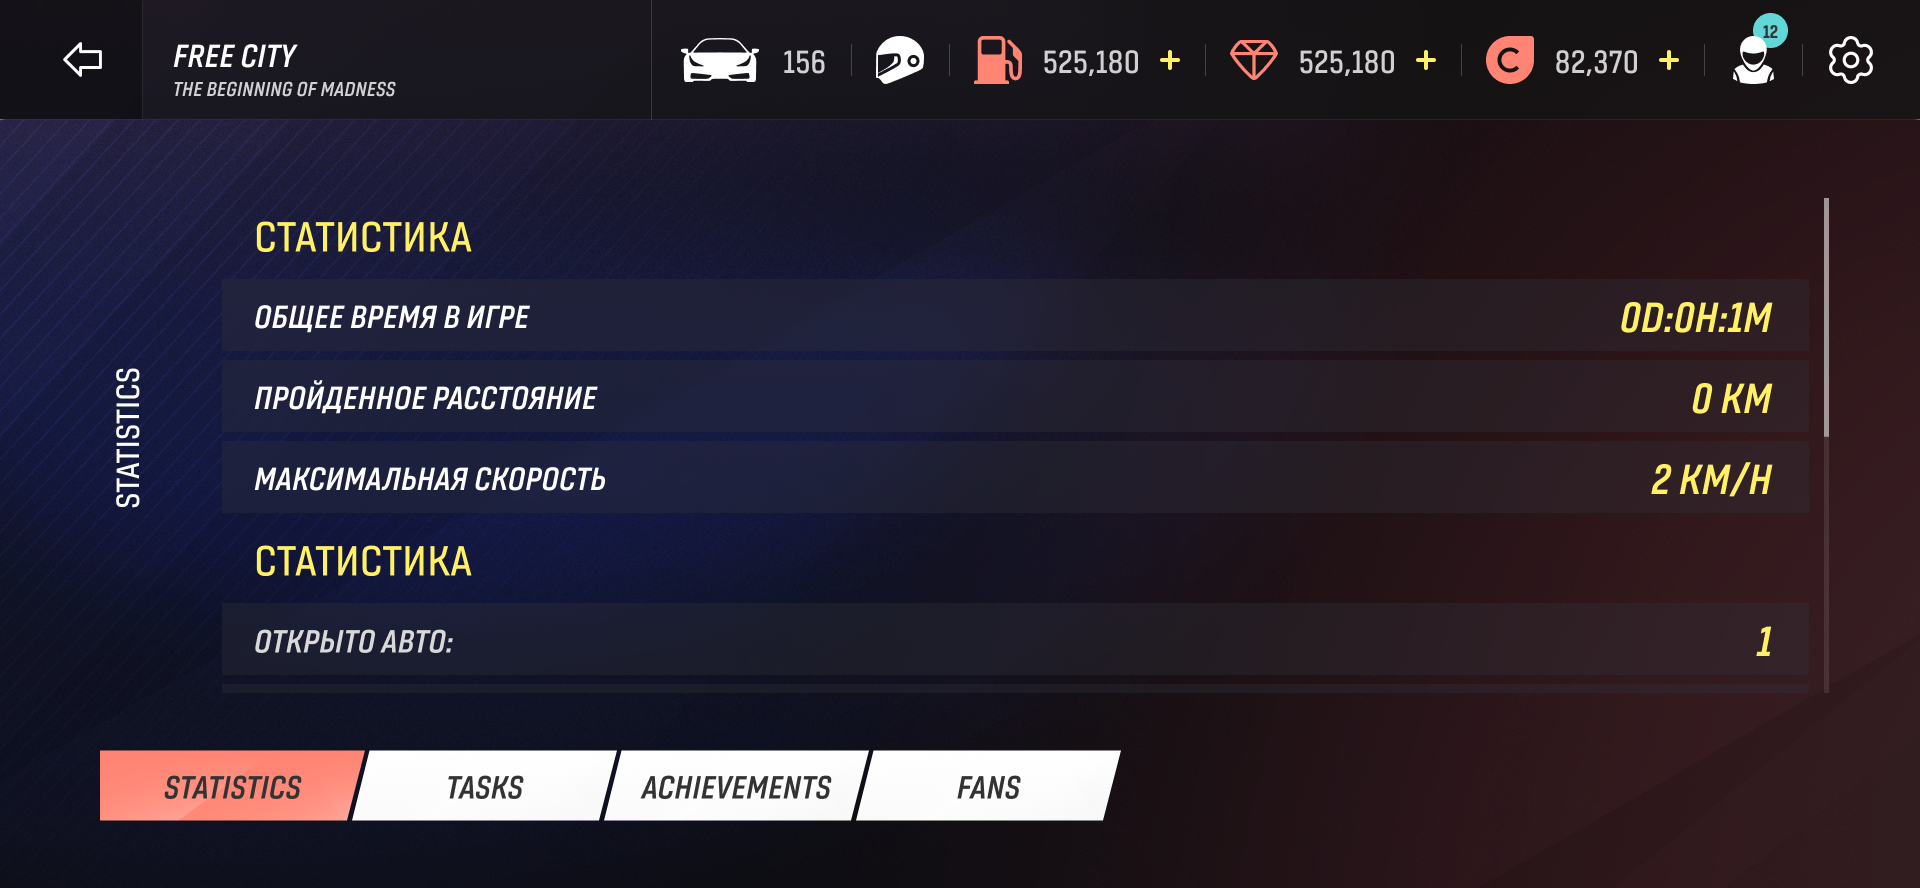 FREE CITY
THE BEGINNING OF MADNESS
156
525,180 +
525,180 +
C 82,370 +
12
STATISTICS
СТАТИСТИКА
ОБЩЕЕ ВРЕМЯ В ИГРЕ 0D:0H:1M
ПРОЙДЕННОЕ РАССТОЯНИЕ 0 KM
МАКСИМАЛЬНАЯ СКОРОСТЬ 2 KM/H
СТАТИСТИКА
ОТКРЫТО АВТО: 1
STATISTICS TASKS ACHIEVEMENTS FANS